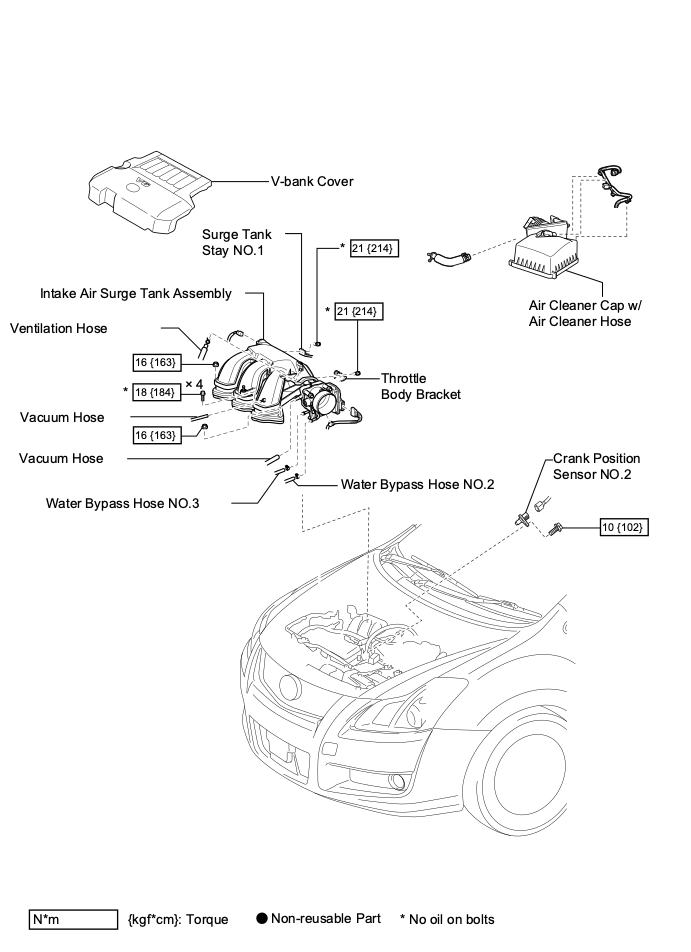 V-bank Cover
Surge Tank
Stay NO.1
* 21 {214}
Intake Air Surge Tank Assembly
Air Cleaner Cap w/
Air Cleaner Hose
* 21 {214}
Ventilation Hose
16 {163}
Throttle
Body Bracket
* 18 {184} × 4
Vacuum Hose
16 {163}
Vacuum Hose
Crank Position
Sensor NO.2
Water Bypass Hose NO.2
Water Bypass Hose NO.3
10 {102}
N*m {kgf*cm}: Torque ● Non-reusable Part * No oil on bolts